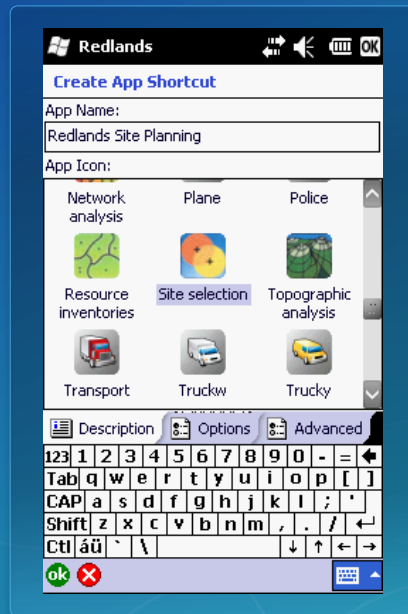 Redlands OK
Create App Shortcut
App Name:
Redlands Site Planning
App Icon:
Network analysis Plane Police
Resource inventories Site selection Topographic analysis
Transport Truckw Trucky
Description Options Advanced
123 1 2 3 4 5 6 7 8 9 0 - = 🡸
Tab q w e r t y u i o p [ ]
CAP a s d f g h j k l ; '
Shift z x c v b n m , . / ↵
Ctl áü ` \ ↓ ↑ ← →
ok